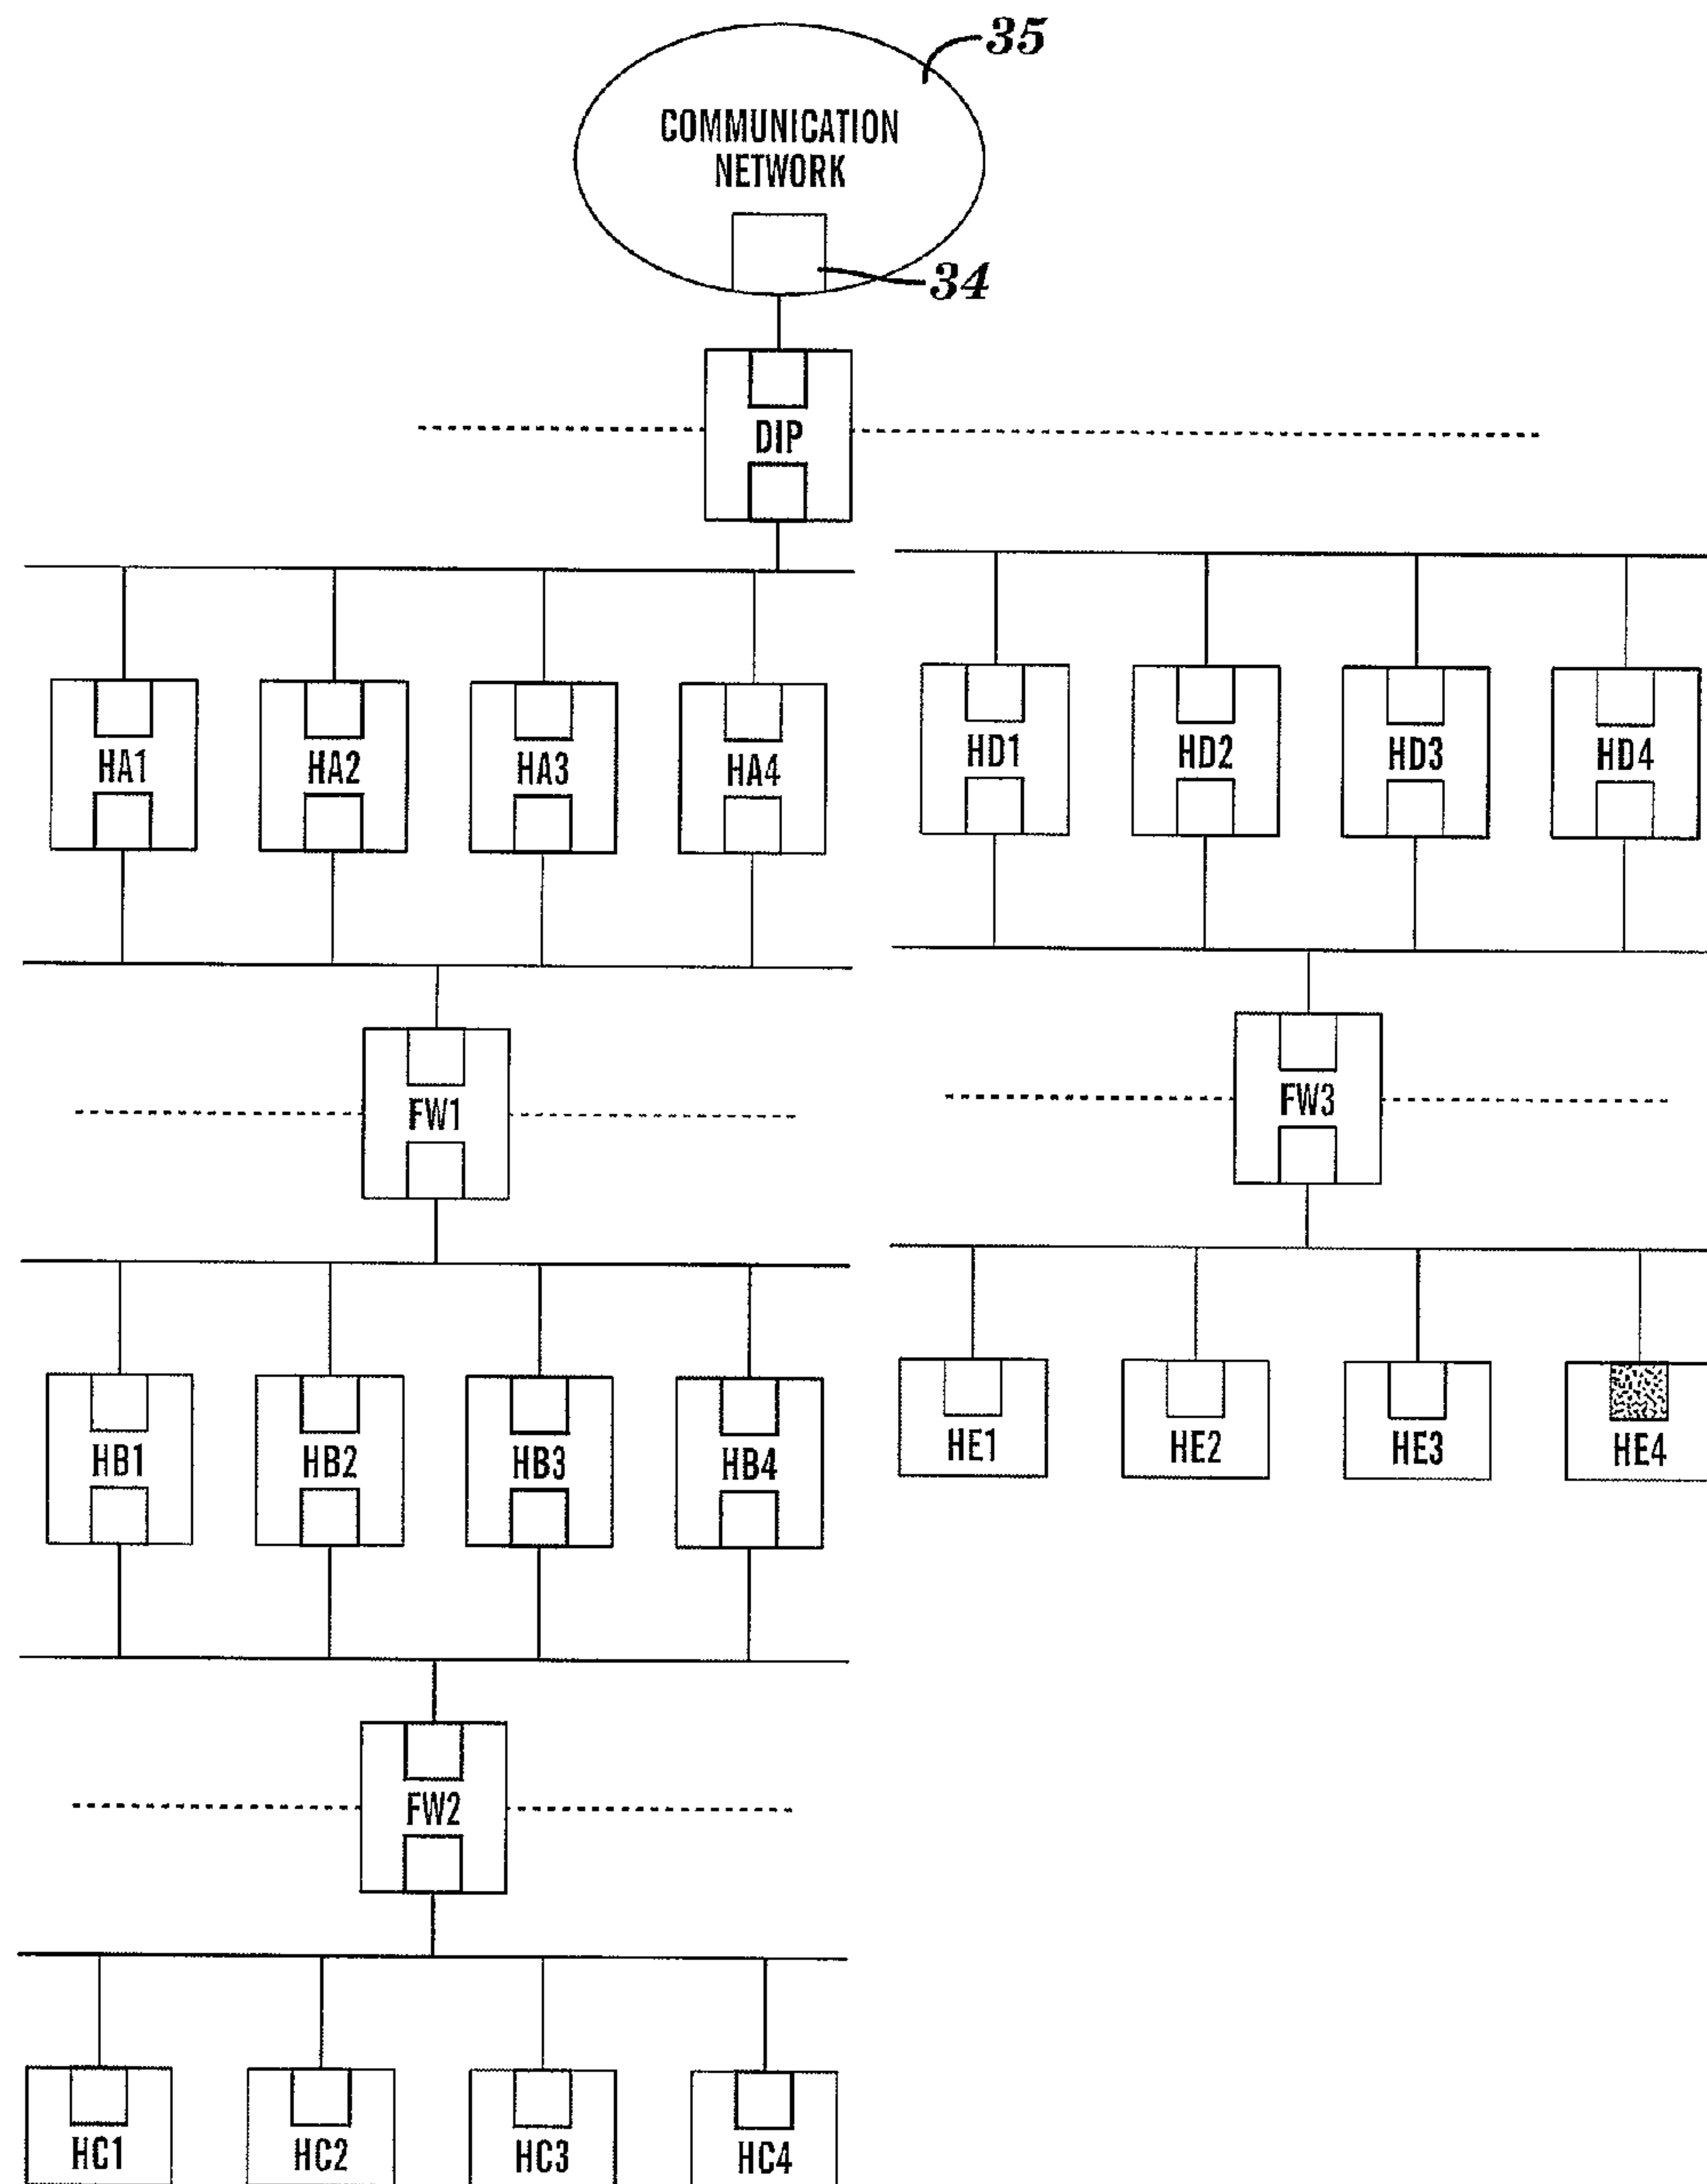 35
COMMUNICATION
NETWORK
34
DIP
HA1 HA2 HA3 HA4
HD1 HD2 HD3 HD4
FW1
FW3
HB1 HB2 HB3 HB4
HE1 HE2 HE3 HE4
FW2
HC1 HC2 HC3 HC4